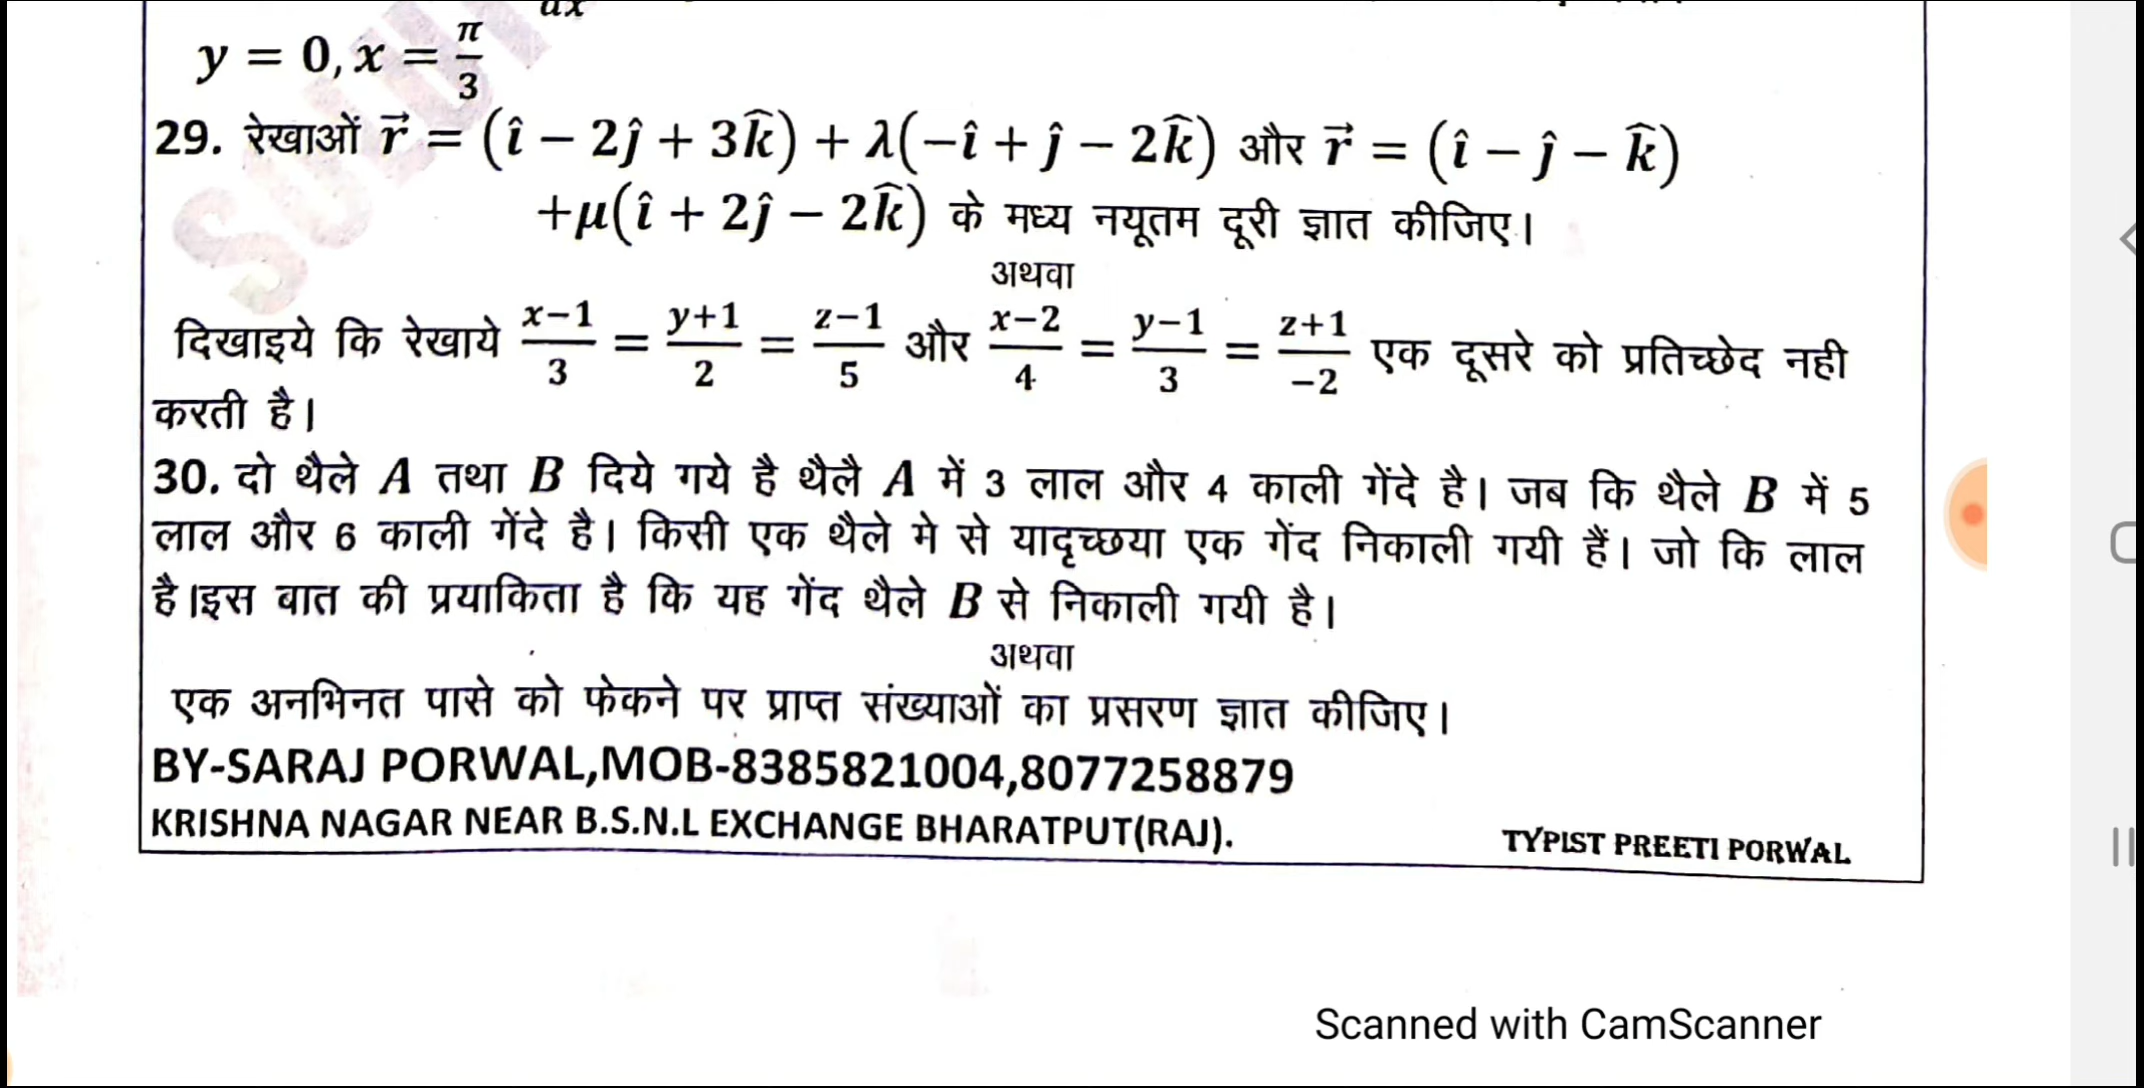 y = 0, x = π/3
29. रेखाओं r⃗ = (î − 2ĵ + 3k̂) + λ(−î + ĵ − 2k̂) और r⃗ = (î − ĵ − k̂)
+μ(î + 2ĵ − 2k̂) के मध्य नयूतम दूरी ज्ञात कीजिए।
अथवा
दिखाइये कि रेखाये x−1/3 = y+1/2 = z−1/5 और x−2/4 = y−1/3 = z+1/−2 एक दूसरे को प्रतिच्छेद नही
करती है।
30. दो थैले A तथा B दिये गये है थैलै A में 3 लाल और 4 काली गेंदे है। जब कि थैले B में 5
लाल और 6 काली गेंदे है। किसी एक थैले मे से यादृच्छया एक गेंद निकाली गयी हैं। जो कि लाल
है।इस बात की प्रयाकिता है कि यह गेंद थैले B से निकाली गयी है।
अथवा
एक अनभिनत पासे को फेकने पर प्राप्त संख्याओं का प्रसरण ज्ञात कीजिए।
BY-SARAJ PORWAL,MOB-8385821004,8077258879
KRISHNA NAGAR NEAR B.S.N.L EXCHANGE BHARATPUT(RAJ).
TYPIST PREETI PORWAL
Scanned with CamScanner